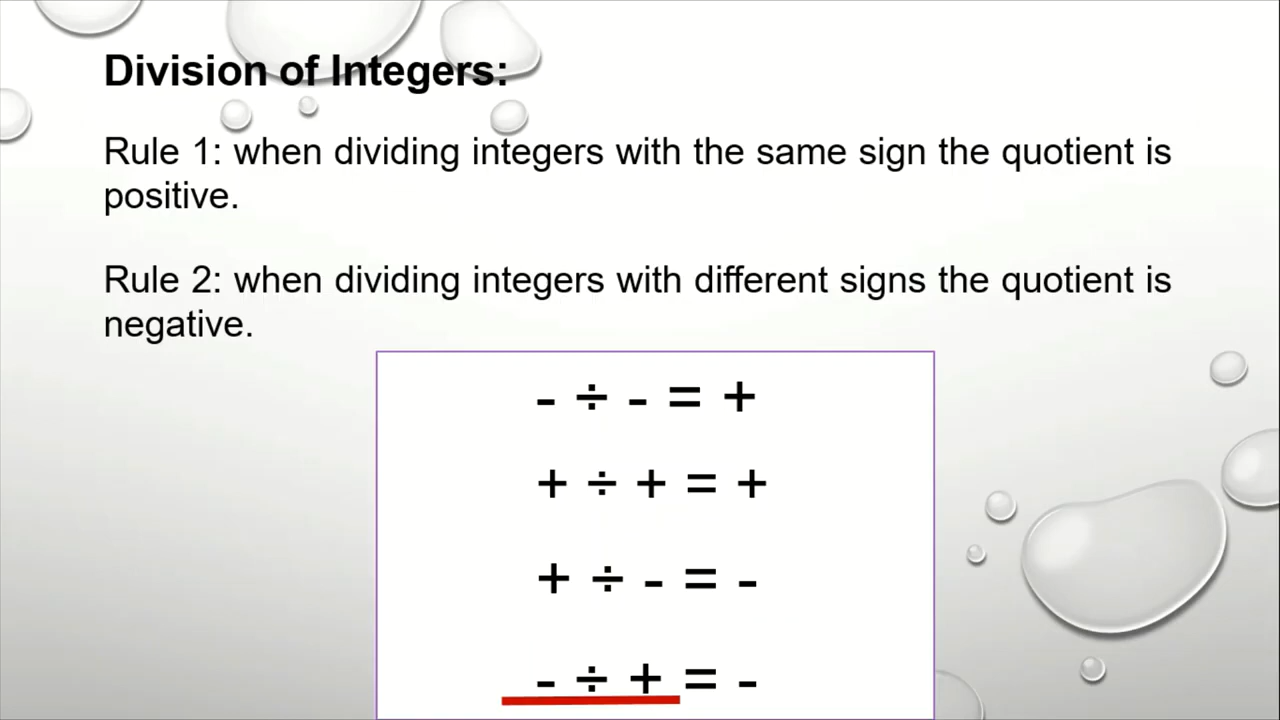 Division of Integers:
Rule 1: when dividing integers with the same sign the quotient is
positive.
Rule 2: when dividing integers with different signs the quotient is
negative.
- ÷ - = +
+ ÷ + = +
+ ÷ - = -
- ÷ + = -